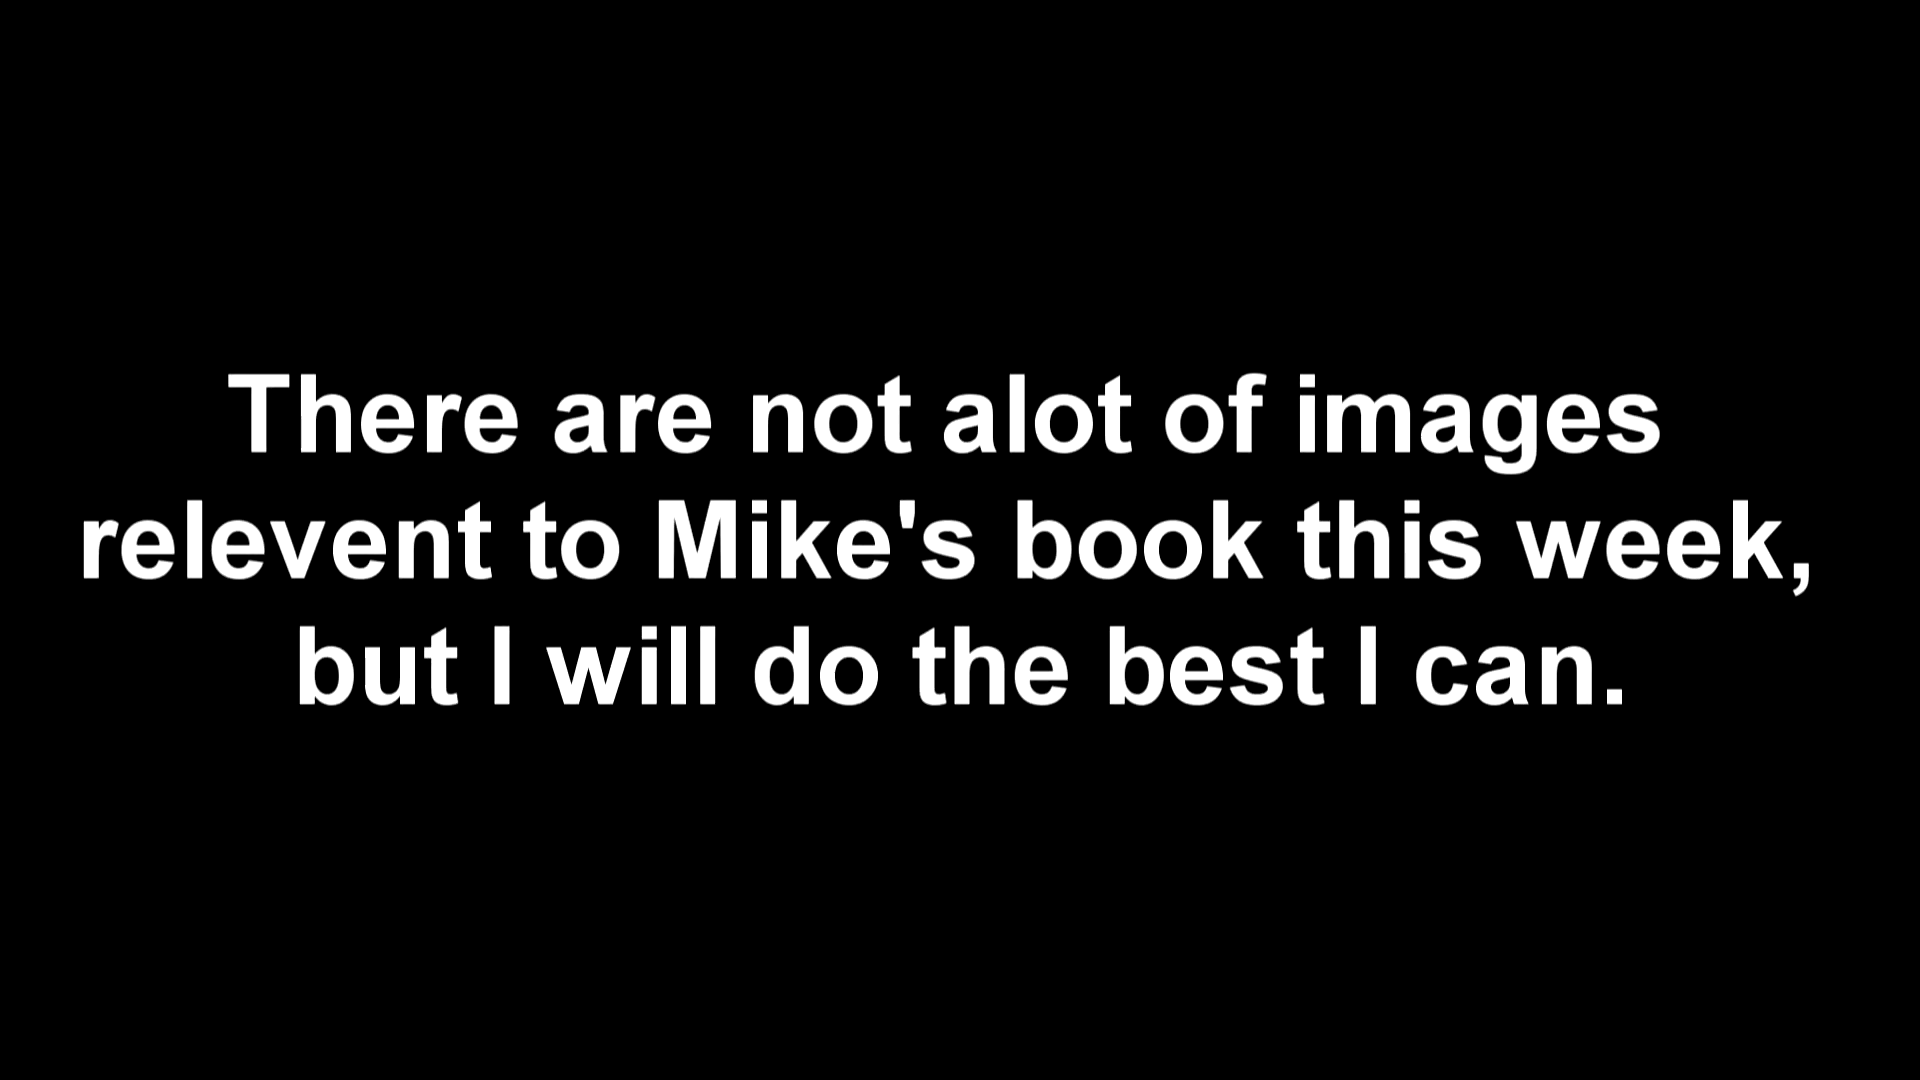 There are not alot of images
relevent to Mike's book this week,
but I will do the best I can.